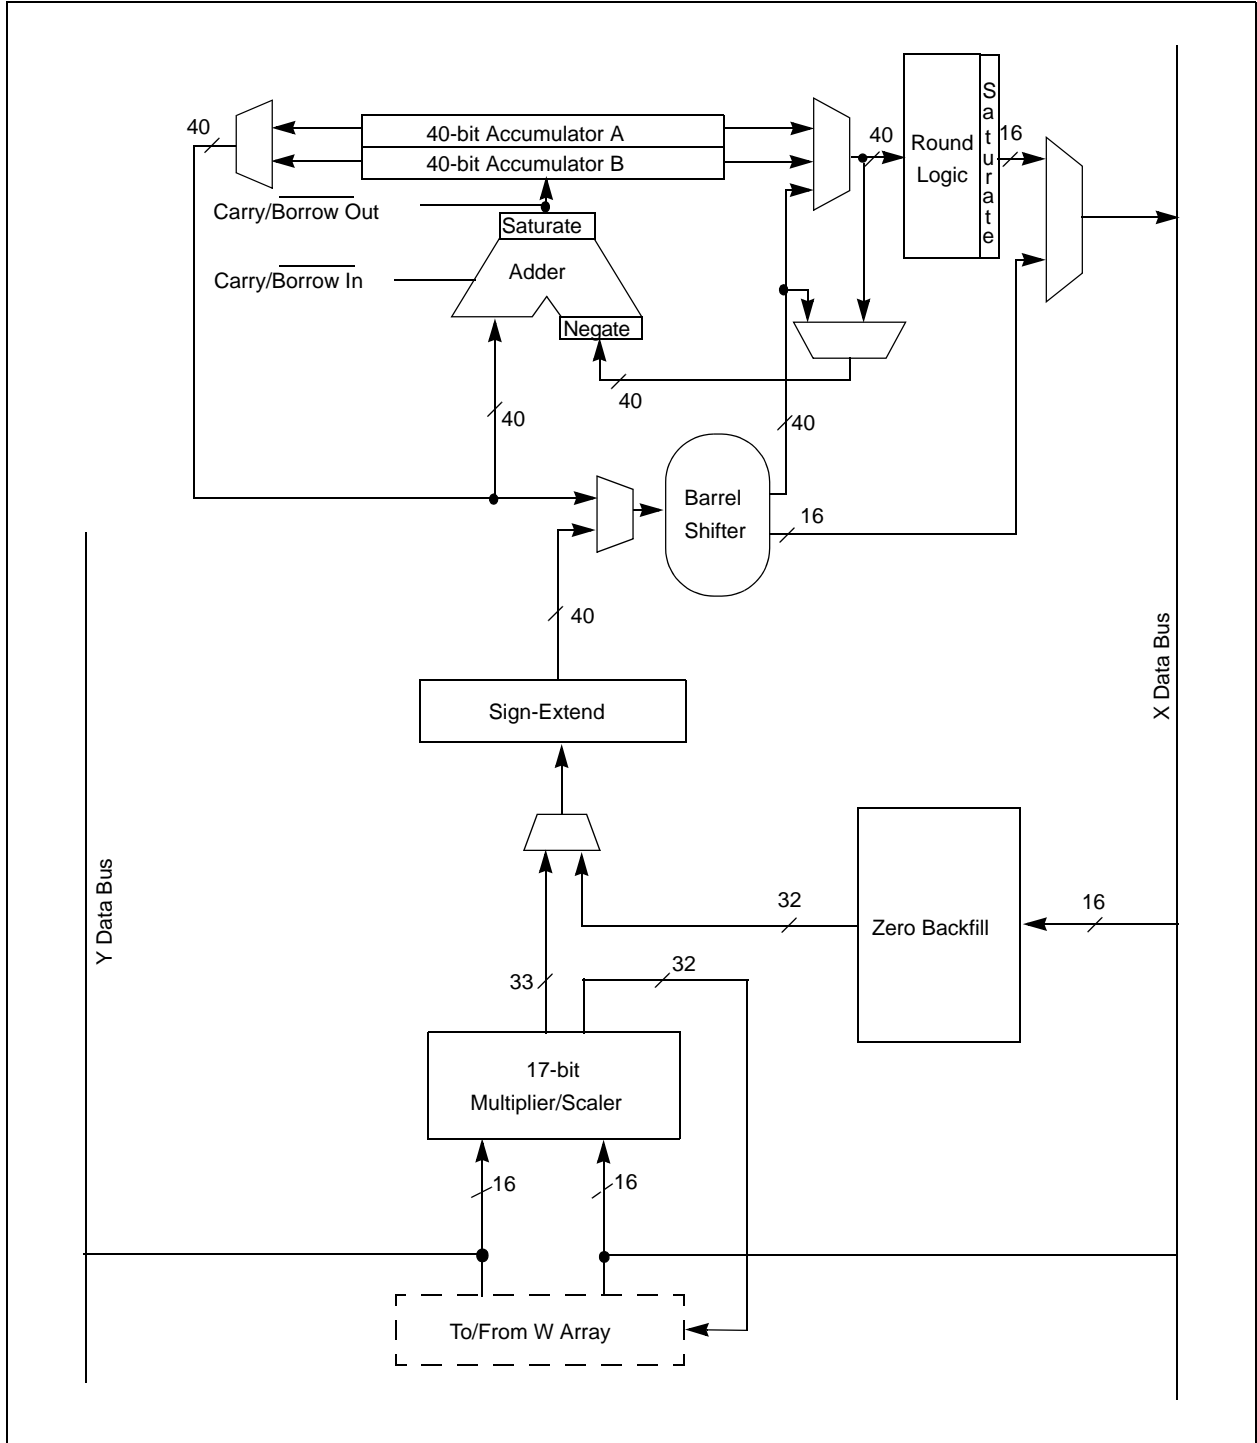 40
40-bit Accumulator A
40-bit Accumulator B
Carry/Borrow Out
Saturate
Carry/Borrow In
Adder
Negate
40
Round
Logic
Saturate
16
40
40
40
Barrel
Shifter
16
40
Sign-Extend
X Data Bus
Y Data Bus
32
16
Zero Backfill
33
32
17-bit
Multiplier/Scaler
16
16
To/From W Array